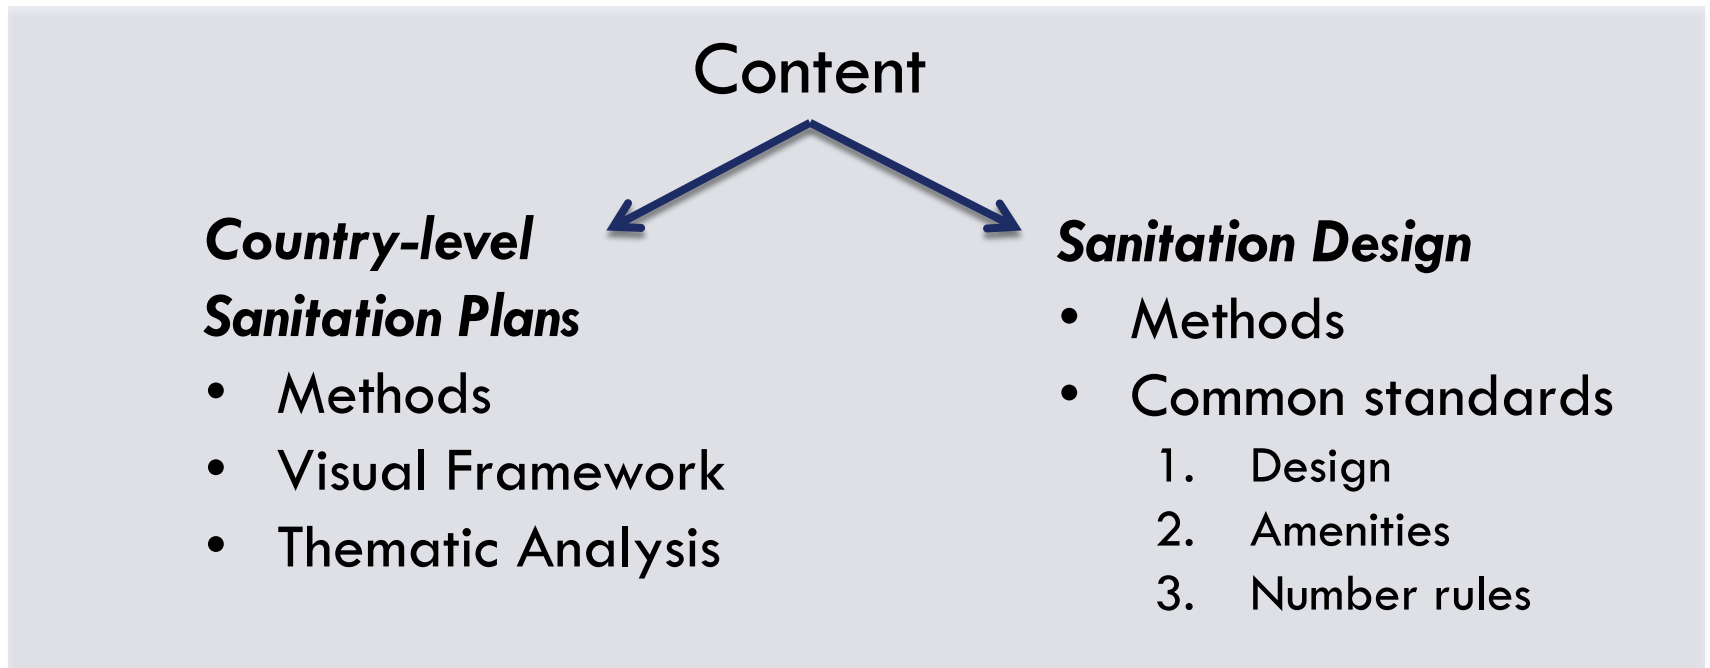 Content
Country-level
Sanitation Plans
• Methods
• Visual Framework
• Thematic Analysis
Sanitation Design
• Methods
• Common standards
1. Design
2. Amenities
3. Number rules